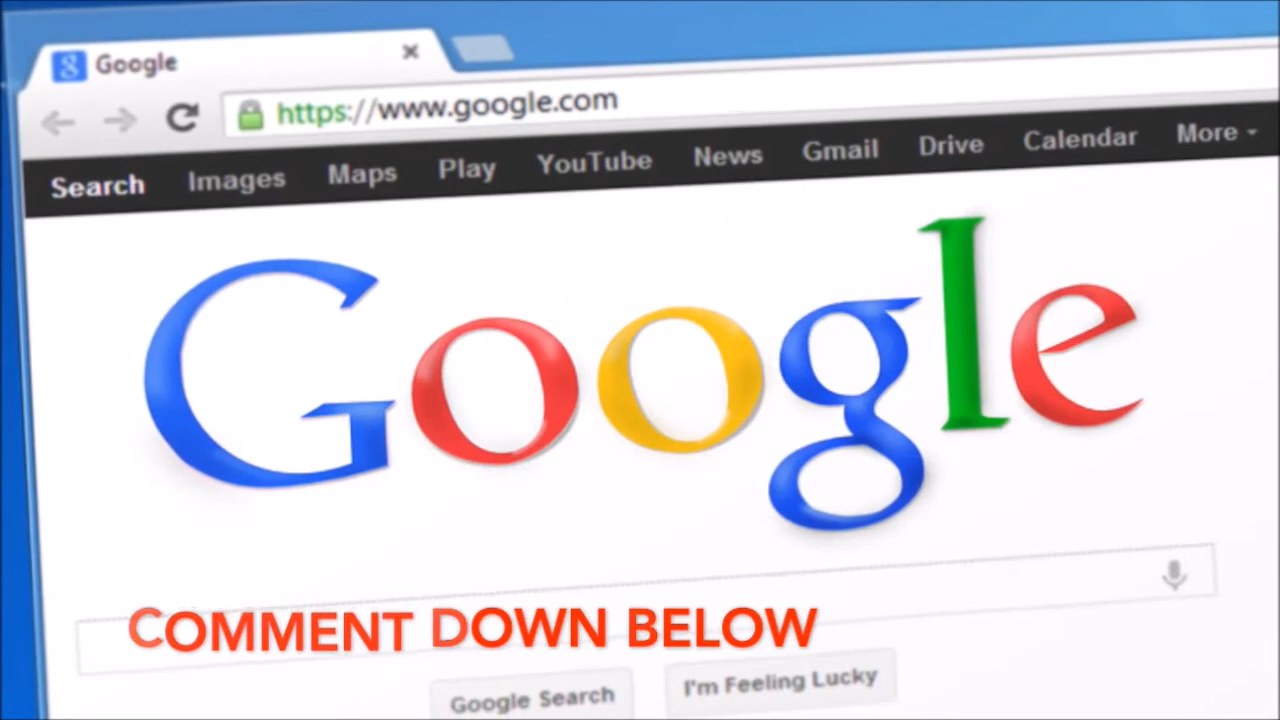 Google
https://www.google.com
Search Images Maps Play YouTube News Gmail Drive Calendar More
Google
COMMENT DOWN BELOW
Google Search I'm Feeling Lucky